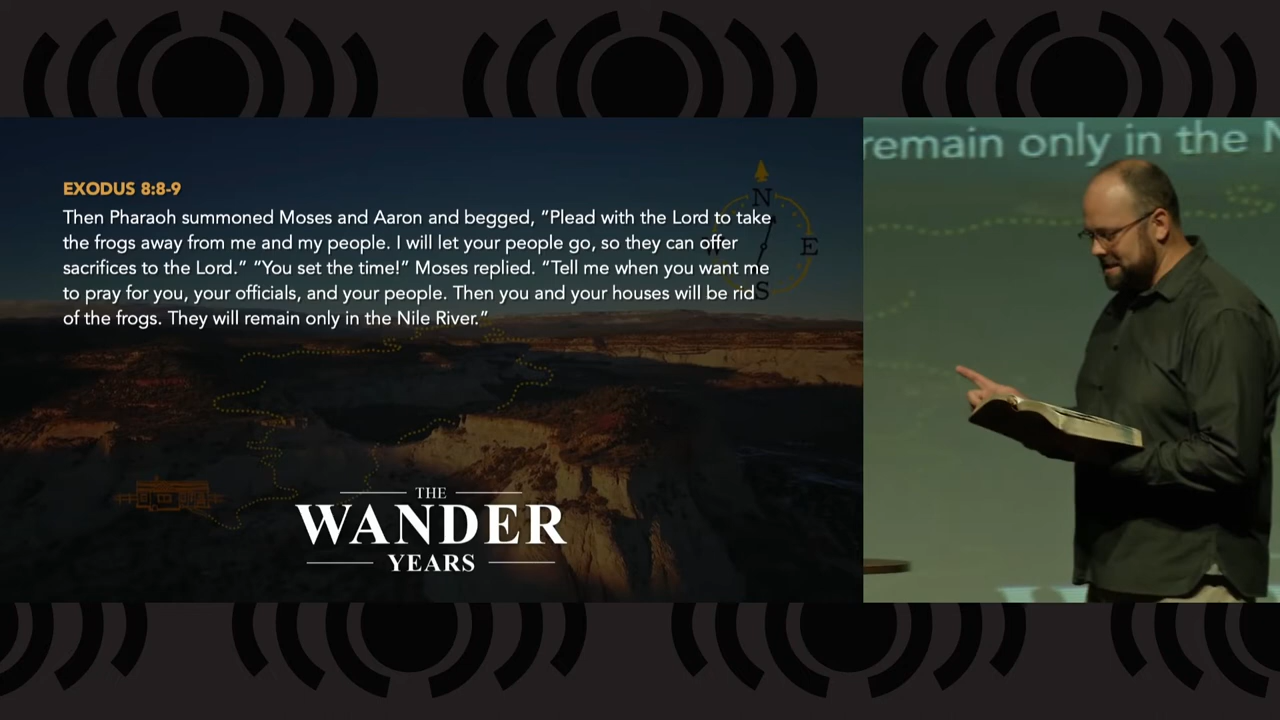 EXODUS 8:8-9
Then Pharaoh summoned Moses and Aaron and begged, “Plead with the Lord to take
the frogs away from me and my people. I will let your people go, so they can offer
sacrifices to the Lord.” “You set the time!” Moses replied. “Tell me when you want me
to pray for you, your officials, and your people. Then you and your houses will be rid
of the frogs. They will remain only in the Nile River.”
N
W E
S
THE
WANDER
YEARS
remain only in the N